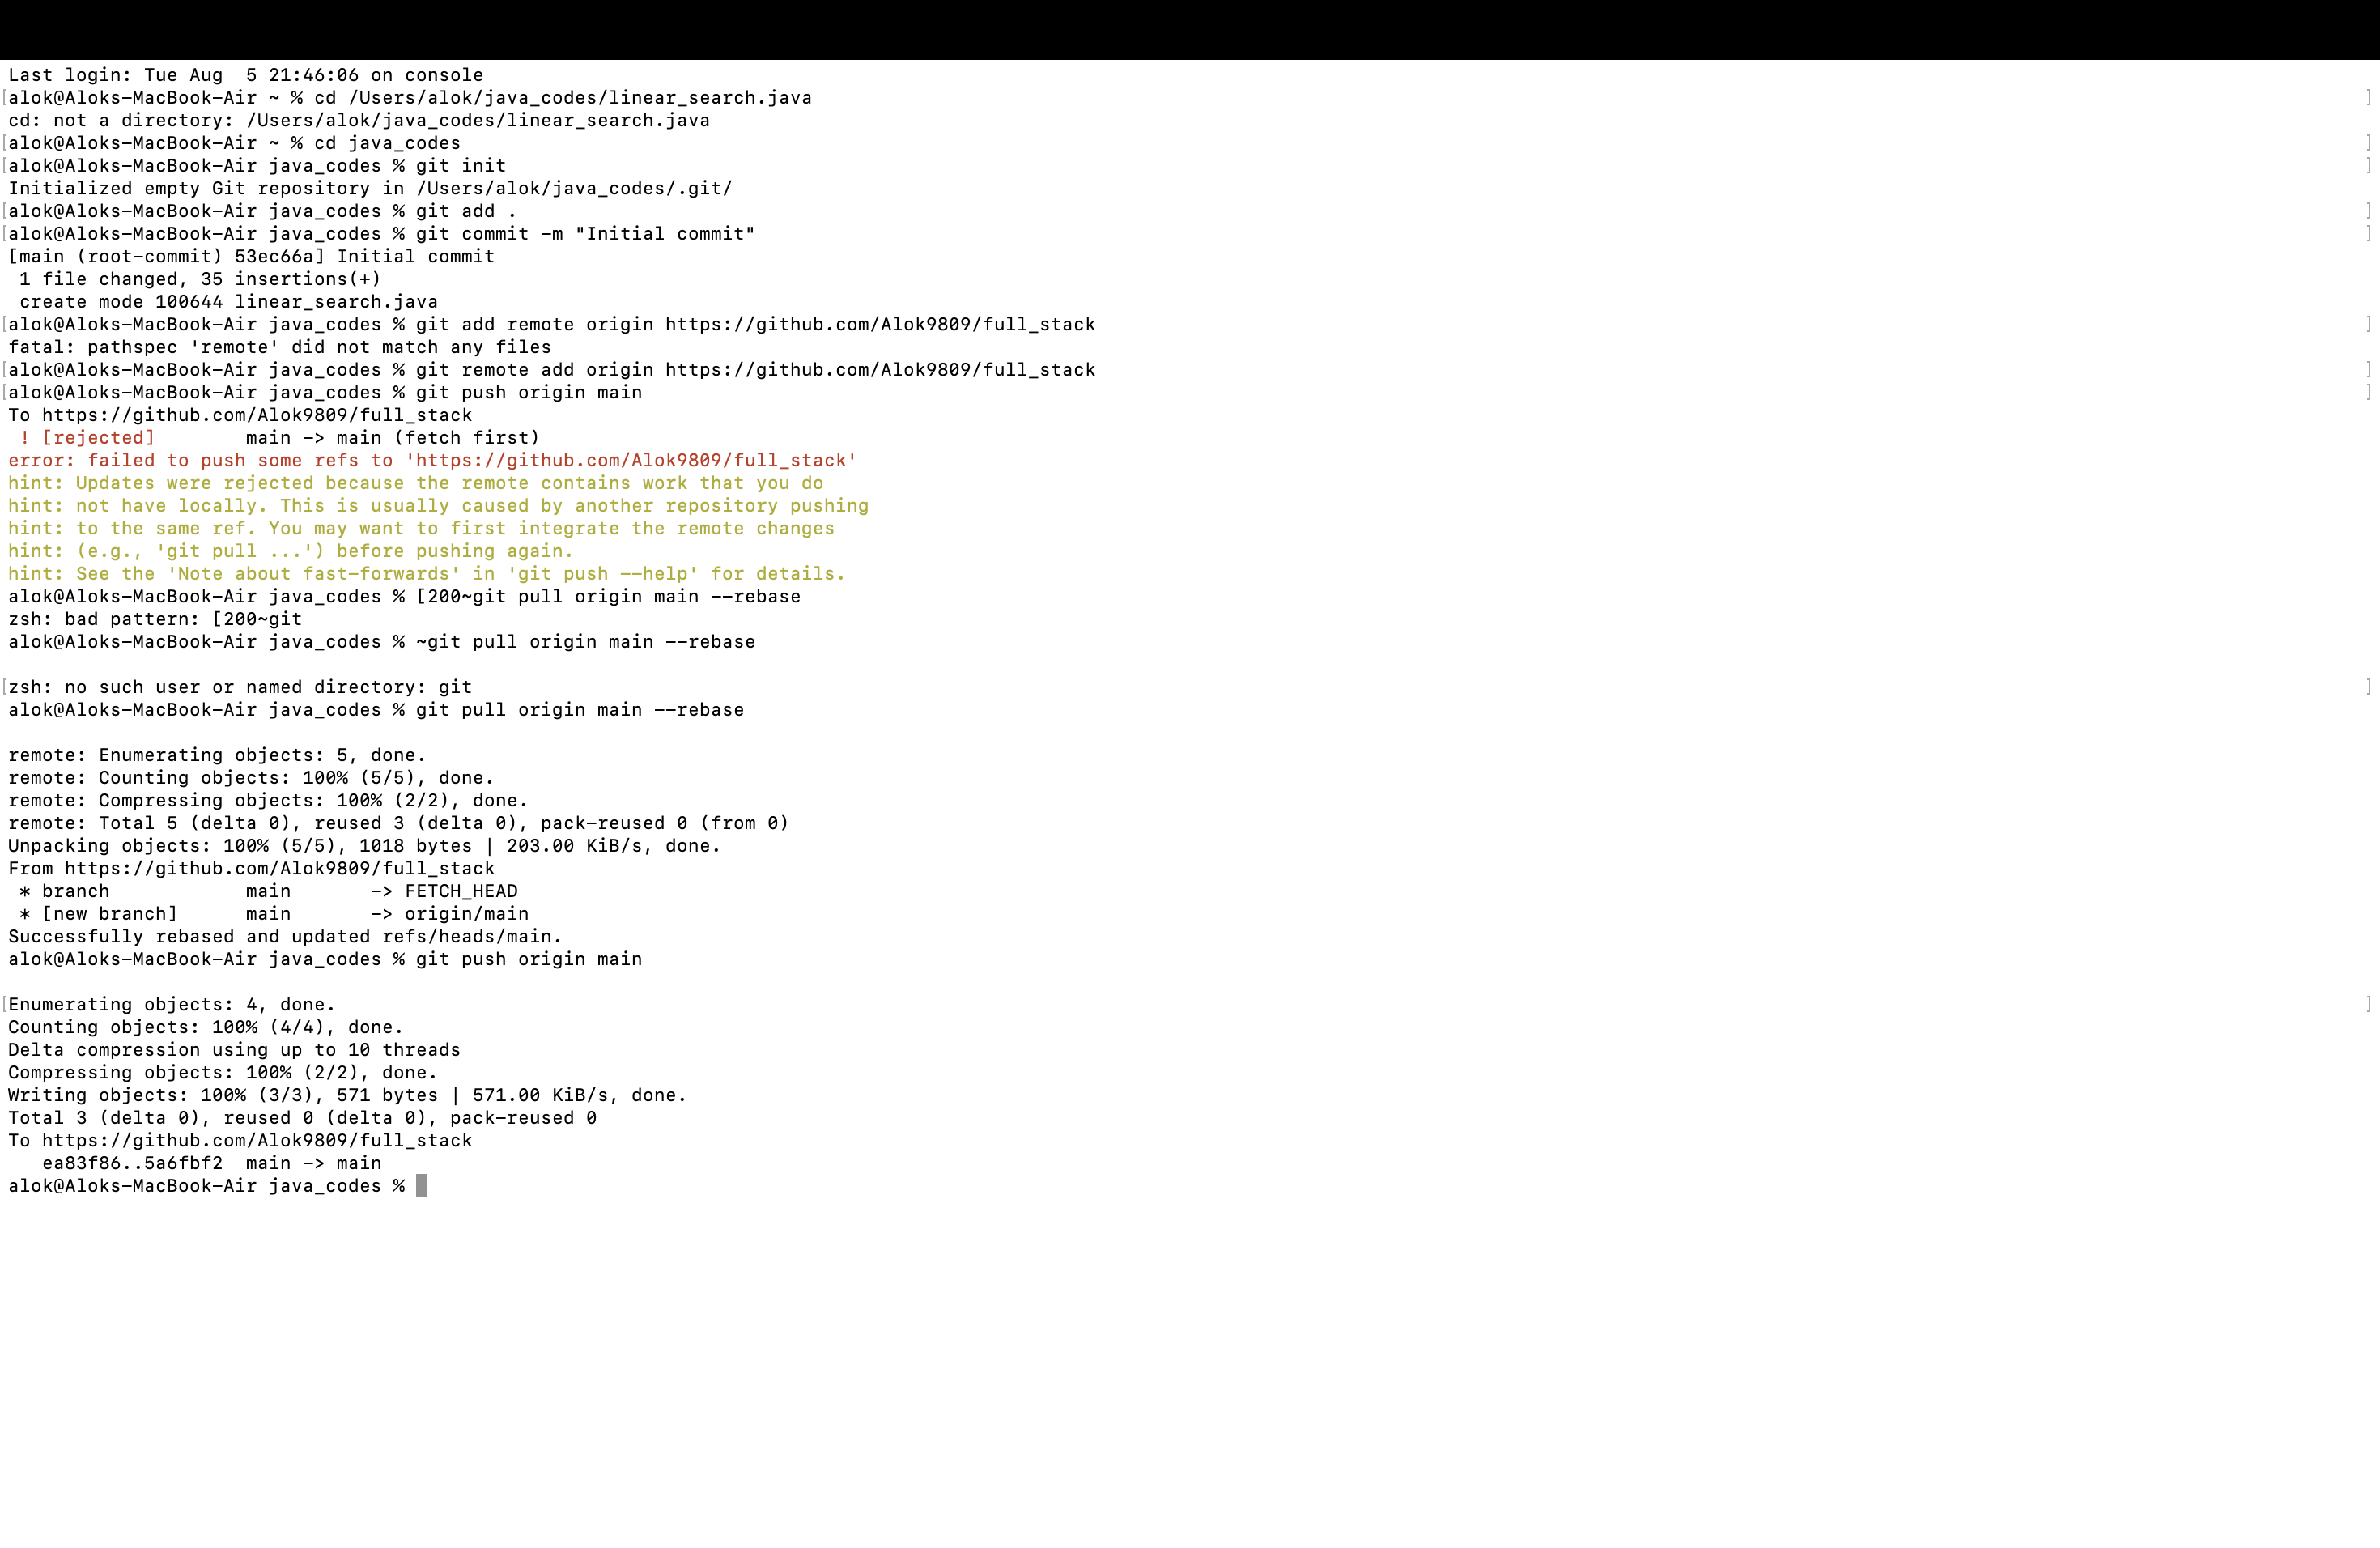 Last login: Tue Aug  5 21:46:06 on console
[alok@Aloks-MacBook-Air ~ % cd /Users/alok/java_codes/linear_search.java ]
cd: not a directory: /Users/alok/java_codes/linear_search.java
[alok@Aloks-MacBook-Air ~ % cd java_codes ]
[alok@Aloks-MacBook-Air java_codes % git init ]
Initialized empty Git repository in /Users/alok/java_codes/.git/
[alok@Aloks-MacBook-Air java_codes % git add . ]
[alok@Aloks-MacBook-Air java_codes % git commit -m "Initial commit" ]
[main (root-commit) 53ec66a] Initial commit
 1 file changed, 35 insertions(+)
 create mode 100644 linear_search.java
[alok@Aloks-MacBook-Air java_codes % git add remote origin https://github.com/Alok9809/full_stack ]
fatal: pathspec 'remote' did not match any files
[alok@Aloks-MacBook-Air java_codes % git remote add origin https://github.com/Alok9809/full_stack ]
[alok@Aloks-MacBook-Air java_codes % git push origin main ]
To https://github.com/Alok9809/full_stack
 ! [rejected]        main -> main (fetch first)
error: failed to push some refs to 'https://github.com/Alok9809/full_stack'
hint: Updates were rejected because the remote contains work that you do
hint: not have locally. This is usually caused by another repository pushing
hint: to the same ref. You may want to first integrate the remote changes
hint: (e.g., 'git pull ...') before pushing again.
hint: See the 'Note about fast-forwards' in 'git push --help' for details.
alok@Aloks-MacBook-Air java_codes % [200~git pull origin main --rebase
zsh: bad pattern: [200~git
alok@Aloks-MacBook-Air java_codes % ~git pull origin main --rebase
[zsh: no such user or named directory: git ]
alok@Aloks-MacBook-Air java_codes % git pull origin main --rebase
remote: Enumerating objects: 5, done.
remote: Counting objects: 100% (5/5), done.
remote: Compressing objects: 100% (2/2), done.
remote: Total 5 (delta 0), reused 3 (delta 0), pack-reused 0 (from 0)
Unpacking objects: 100% (5/5), 1018 bytes | 203.00 KiB/s, done.
From https://github.com/Alok9809/full_stack
 * branch            main       -> FETCH_HEAD
 * [new branch]      main       -> origin/main
Successfully rebased and updated refs/heads/main.
alok@Aloks-MacBook-Air java_codes % git push origin main
[Enumerating objects: 4, done. ]
Counting objects: 100% (4/4), done.
Delta compression using up to 10 threads
Compressing objects: 100% (2/2), done.
Writing objects: 100% (3/3), 571 bytes | 571.00 KiB/s, done.
Total 3 (delta 0), reused 0 (delta 0), pack-reused 0
To https://github.com/Alok9809/full_stack
   ea83f86..5a6fbf2  main -> main
alok@Aloks-MacBook-Air java_codes %